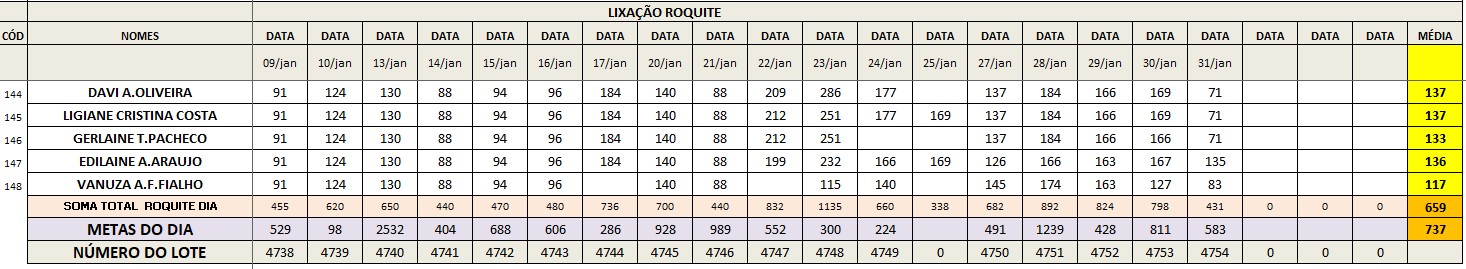 LIXAÇÃO ROQUITE
CÓD NOMES DATA DATA DATA DATA DATA DATA DATA DATA DATA DATA DATA DATA DATA DATA DATA DATA DATA DATA DATA DATA DATA MÉDIA
09/jan 10/jan 13/jan 14/jan 15/jan 16/jan 17/jan 20/jan 21/jan 22/jan 23/jan 24/jan 25/jan 27/jan 28/jan 29/jan 30/jan 31/jan
144 DAVI A.OLIVEIRA 91 124 130 88 94 96 184 140 88 209 286 177 137 184 166 169 71 137
145 LIGIANE CRISTINA COSTA 91 124 130 88 94 96 184 140 88 212 251 177 169 137 184 166 169 71 137
146 GERLAINE T.PACHECO 91 124 130 88 94 96 184 140 88 212 251 137 184 166 166 71 133
147 EDILAINE A.ARAUJO 91 124 130 88 94 96 184 140 88 199 232 166 169 126 166 163 167 135 136
148 VANUZA A.F.FIALHO 91 124 130 88 94 96 140 88 115 140 145 174 163 127 83 117
SOMA TOTAL ROQUITE DIA 455 620 650 440 470 480 736 700 440 832 1135 660 338 682 892 824 798 431 0 0 0 659
METAS DO DIA 529 98 2532 404 688 606 286 928 989 552 300 224 491 1239 428 811 583 737
NÚMERO DO LOTE 4738 4739 4740 4741 4742 4743 4744 4745 4746 4747 4748 4749 0 4750 4751 4752 4753 4754 0 0 0